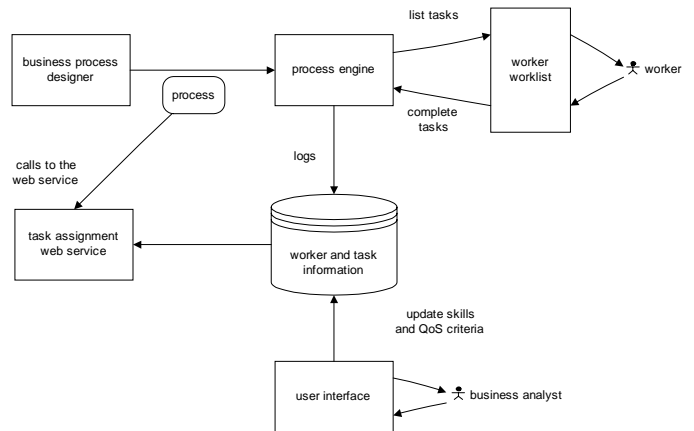 list tasks
business process
designer
process engine
worker
worklist
worker
process
complete
tasks
logs
calls to the
web service
task assignment
web service
worker and task
information
update skills
and QoS criteria
user interface
business analyst